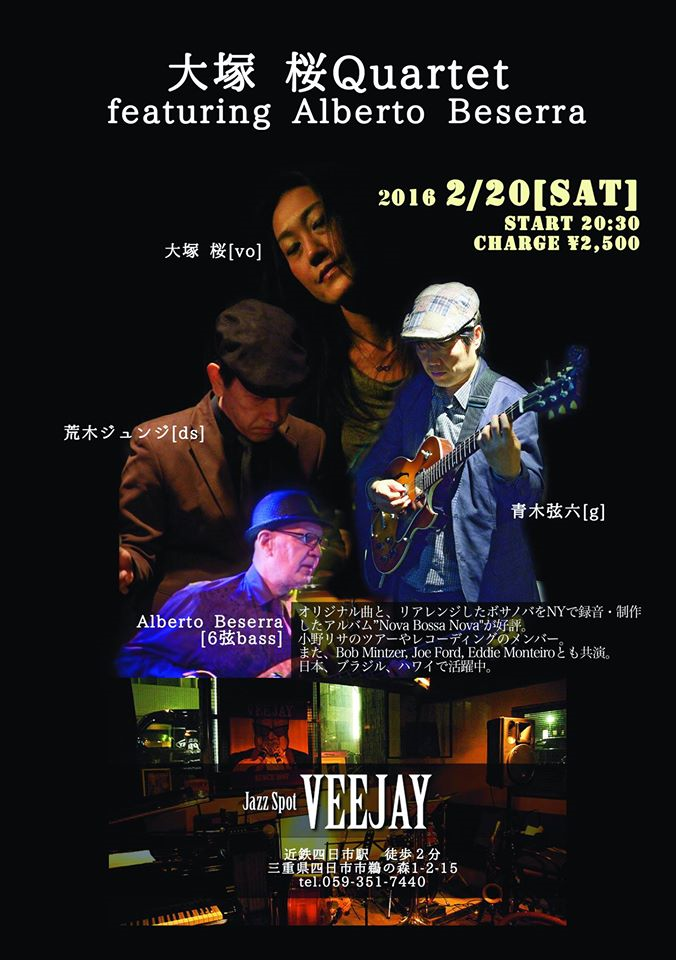 大塚 桜Quartet
featuring Alberto Beserra
2016 2/20[SAT]
START 20:30
CHARGE ¥2,500
大塚 桜[vo]
荒木ジュンジ[ds]
青木弦六[g]
Alberto Beserra
[6弦bass]
オリジナル曲と、リアレンジしたボサノバをNYで録音・制作
したアルバム”Nova Bossa Nova"が好評。
小野リサのツアーやレコーディングのメンバー。
また、Bob Mintzer, Joe Ford, Eddie Monteiroとも共演。
日本、ブラジル、ハワイで活躍中。
VEEJAY
Jazz Spot VEEJAY
近鉄四日市駅 徒歩２分
三重県四日市市鵜の森1-2-15
tel.059-351-7440